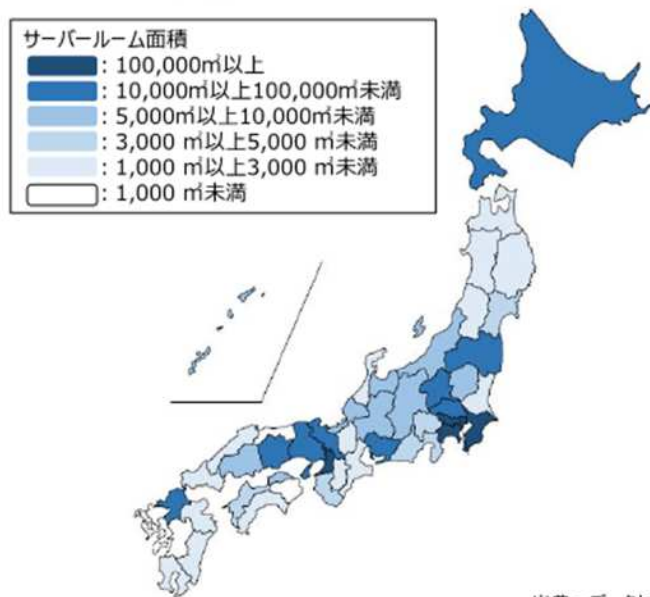 サーバールーム面積
: 100,000㎡以上
: 10,000㎡以上100,000㎡未満
: 5,000㎡以上10,000㎡未満
: 3,000 ㎡以上5,000 ㎡未満
: 1,000 ㎡以上3,000 ㎡未満
: 1,000 ㎡未満